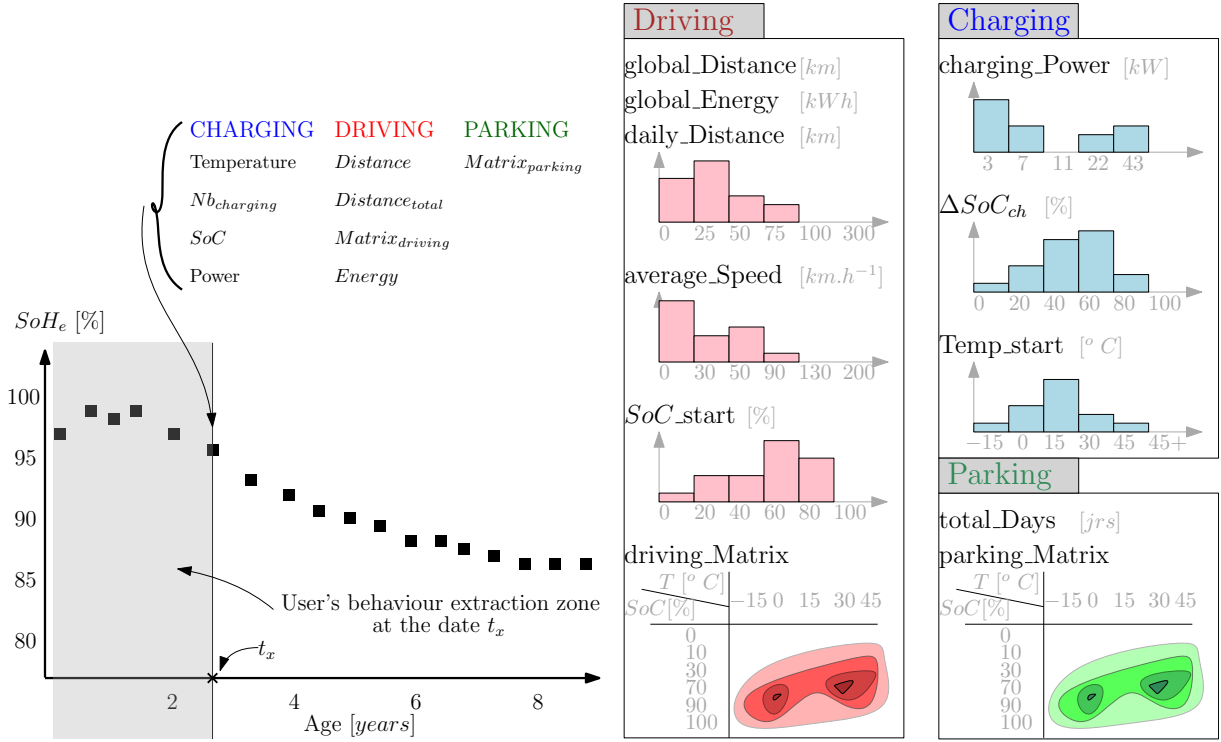 CHARGING DRIVING PARKING
Temperature Distance Matrix_parking
Nb_charging Distance_total
SoC Matrix_driving
Power Energy
SoH_e [%]
100
95
90
85
80
User's behaviour extraction zone
at the date t_x
t_x
2 4 6 8
Age [years]
Driving
global_Distance [km]
global_Energy [kWh]
daily_Distance [km]
0 25 50 75 100 300
average_Speed [km.h⁻¹]
0 30 50 90 130 200
SoC_start [%]
0 20 40 60 80 100
driving_Matrix
T [° C]
SoC[%]
−15 0 15 30 45
0
10
30
70
90
100
Charging
charging_Power [kW]
3 7 11 22 43
ΔSoC_ch [%]
0 20 40 60 80 100
Temp_start [° C]
−15 0 15 30 45 45+
Parking
total_Days [jrs]
parking_Matrix
T [° C]
SoC[%]
−15 0 15 30 45
0
10
30
70
90
100